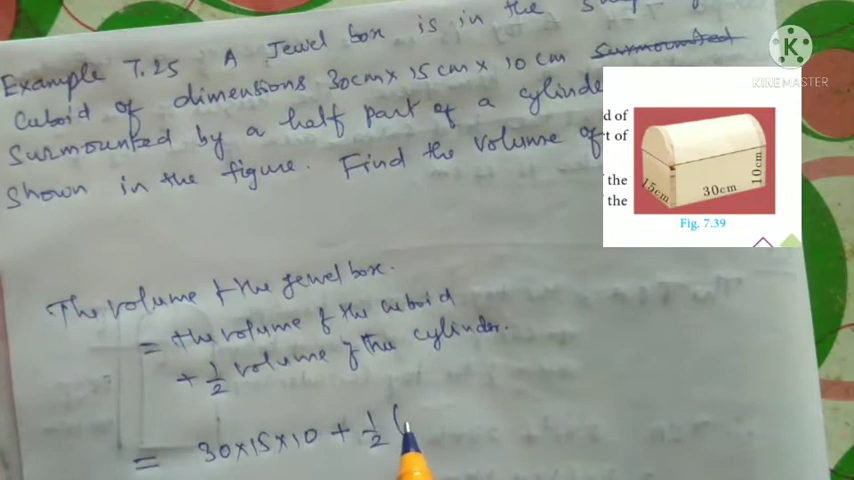 Example 7.25 A Jewel box is in the
Cuboid of dimensions 30cm x 15 cm x 10 cm Surmounted
Surmounted by a half part of a cylinde
Shown in the figure. Find the volume of
K
KINEMASTER
d of
t of
the
the
15cm
30cm
10cm
Fig. 7.39
The volume of the jewel box.
= the volume of the cuboid
+ 1/2 volume of the cylinder.
= 30x15x10 + 1/2 (